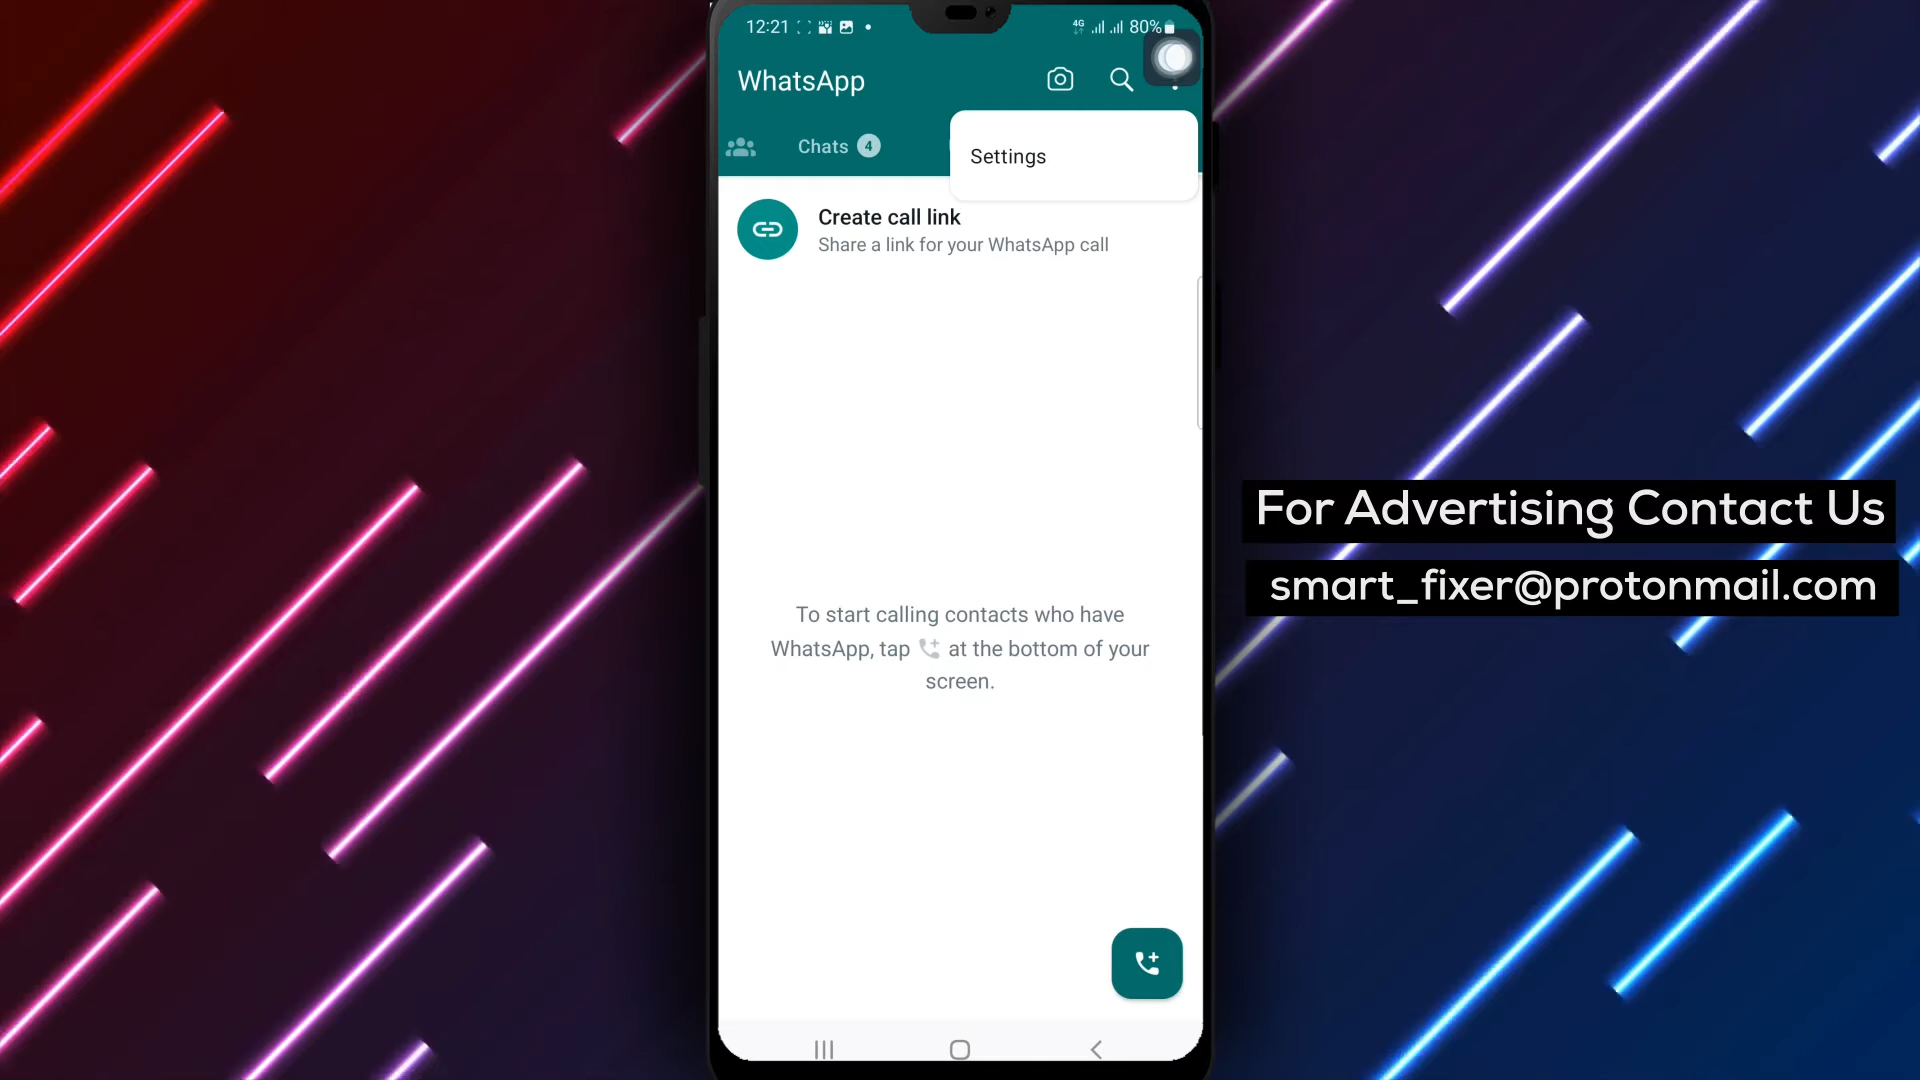 12:21
4G
80%
WhatsApp
Chats 4
Settings
Create call link
Share a link for your WhatsApp call
To start calling contacts who have
WhatsApp, tap at the bottom of your
screen.
For Advertising Contact Us
smart_fixer@protonmail.com